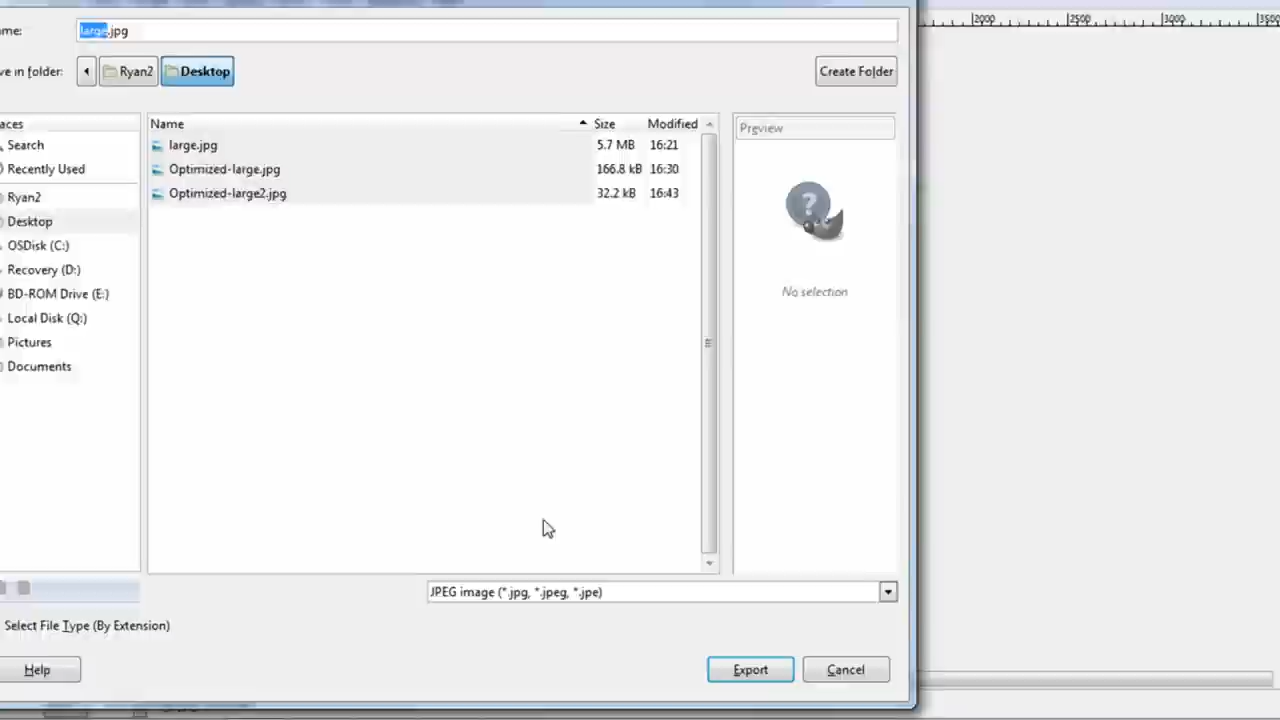 2000 2500 3000 3500
ame: large.jpg
ve in folder: Ryan2 Desktop Create Folder
aces Name Size Modified Preview
Search large.jpg 5.7 MB 16:21
Recently Used Optimized-large.jpg 166.8 kB 16:30
Ryan2 Optimized-large2.jpg 32.2 kB 16:43
Desktop
OSDisk (C:)
Recovery (D:)
BD-ROM Drive (E:) No selection
Local Disk (Q:)
Pictures
Documents
JPEG image (*.jpg, *.jpeg, *.jpe)
Select File Type (By Extension)
Help Export Cancel